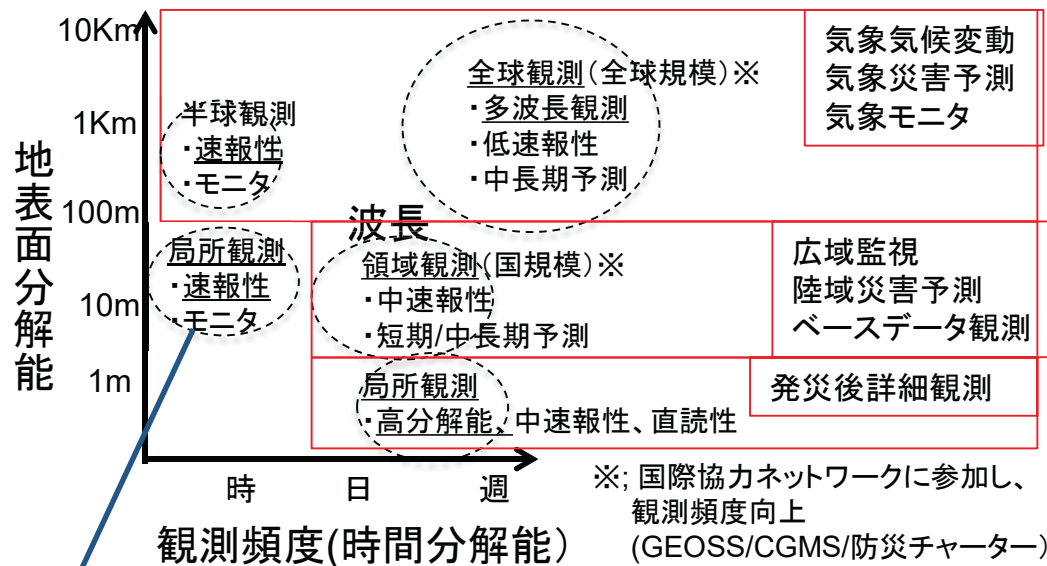 地表面分解能
10Km
1Km
100m
10m
1m
半球観測
・速報性
・モニタ
全球観測(全球規模)※
・多波長観測
・低速報性
・中長期予測
気象気候変動
気象災害予測
気象モニタ
波長
局所観測
・速報性
・モニタ
領域観測(国規模)※
・中速報性
・短期/中長期予測
広域監視
陸域災害予測
ベースデータ観測
局所観測
・高分解能、中速報性、直読性
発災後詳細観測
時 日 週
観測頻度(時間分解能)
※; 国際協力ネットワークに参加し、
観測頻度向上
(GEOSS/CGMS/防災チャーター)